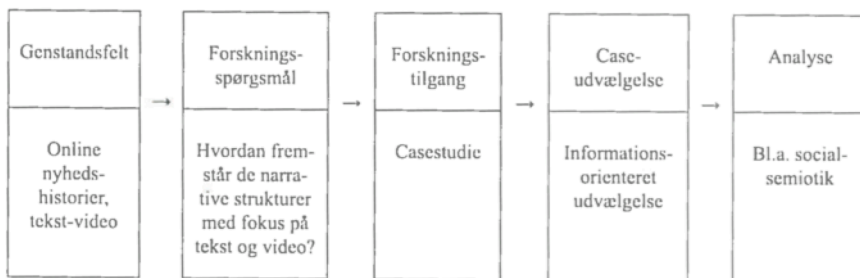 Genstandsfelt
Online
nyheds-
historier,
tekst-video
→
Forsknings-
spørgsmål
Hvordan frem-
står de narra-
tive strukturer
med fokus på
tekst og video?
→
Forsknings-
tilgang
Casestudie
→
Case-
udvælgelse
Informations-
orienteret
udvælgelse
→
Analyse
Bl.a. social-
semiotik